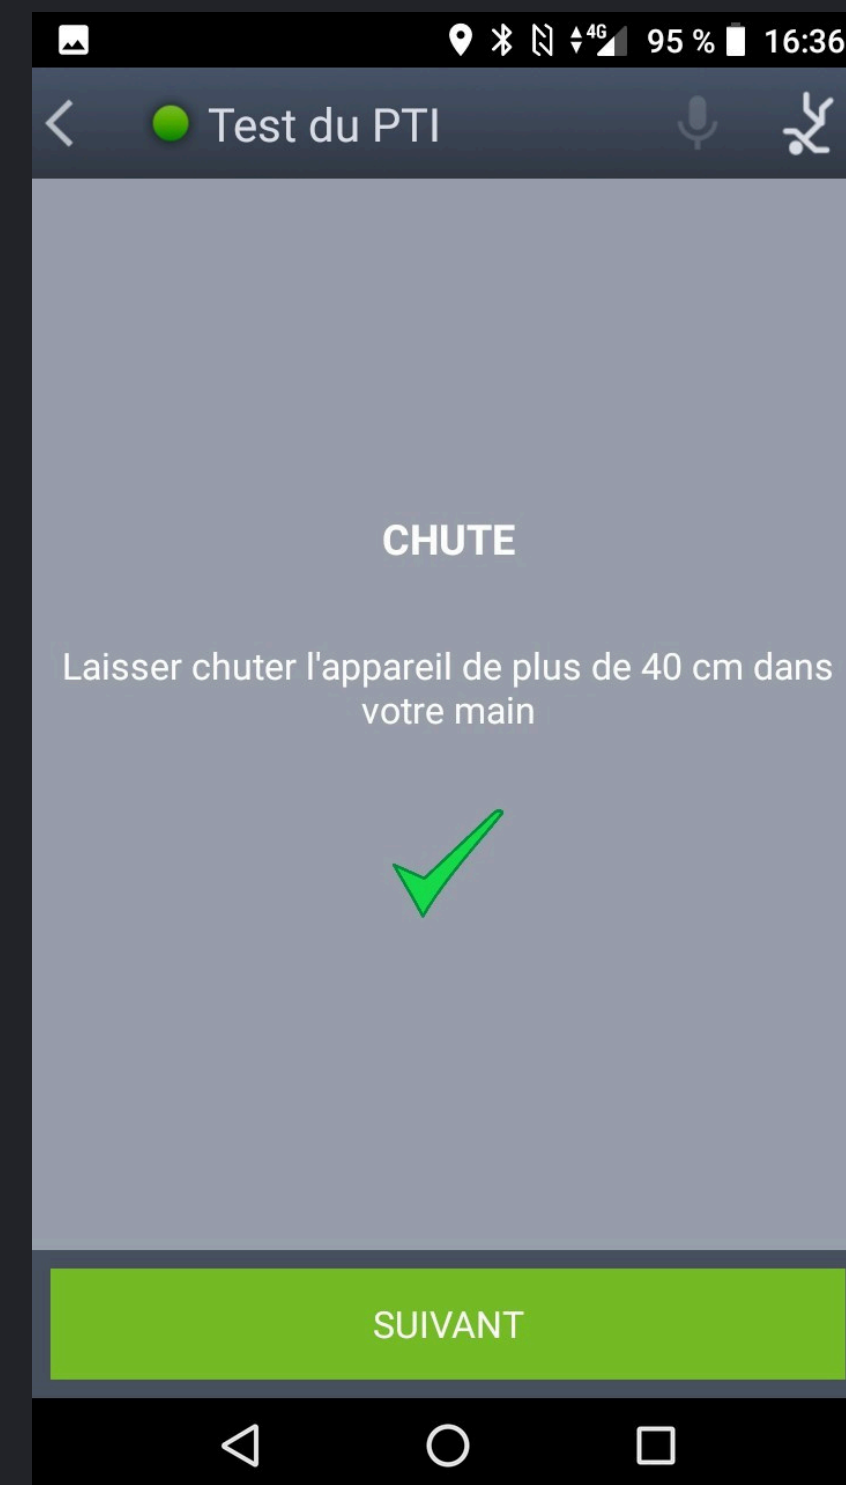 4G 95 % 16:36
Test du PTI
CHUTE
Laisser chuter l'appareil de plus de 40 cm dans
votre main
SUIVANT